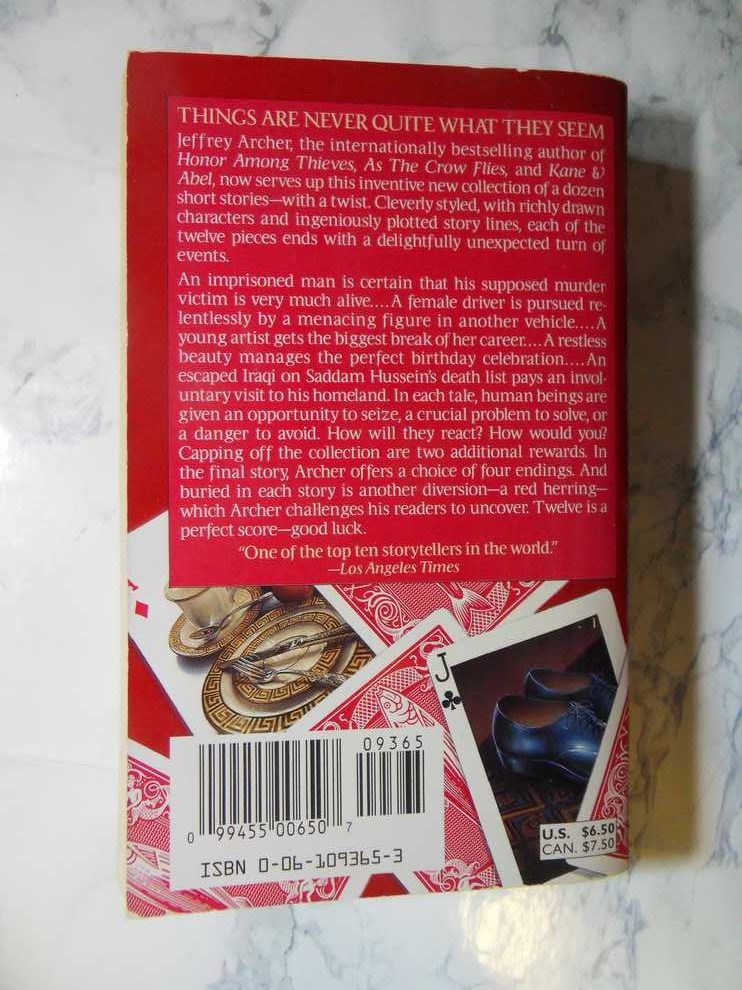 THINGS ARE NEVER QUITE WHAT THEY SEEM
Jeffrey Archer, the internationally bestselling author of
Honor Among Thieves, As The Crow Flies, and Kane &
Abel, now serves up this inventive new collection of a dozen
short stories—with a twist. Cleverly styled, with richly drawn
characters and ingeniously plotted story lines, each of the
twelve pieces ends with a delightfully unexpected turn of
events.
An imprisoned man is certain that his supposed murder
victim is very much alive....A female driver is pursued re-
lentlessly by a menacing figure in another vehicle....A
young artist gets the biggest break of her career....A restless
beauty manages the perfect birthday celebration....An
escaped Iraqi on Saddam Hussein's death list pays an invol-
untary visit to his homeland. In each tale, human beings are
given an opportunity to seize, a crucial problem to solve, or
a danger to avoid. How will they react? How would you?
Capping off the collection are two additional rewards. In
the final story, Archer offers a choice of four endings. And
buried in each story is another diversion—a red herring—
which Archer challenges his readers to uncover. Twelve is a
perfect score—good luck.
"One of the top ten storytellers in the world."
—Los Angeles Times
J
09365
0 99455 00650 7
ISBN 0-06-109365-3
U.S. $6.50
CAN. $7.50